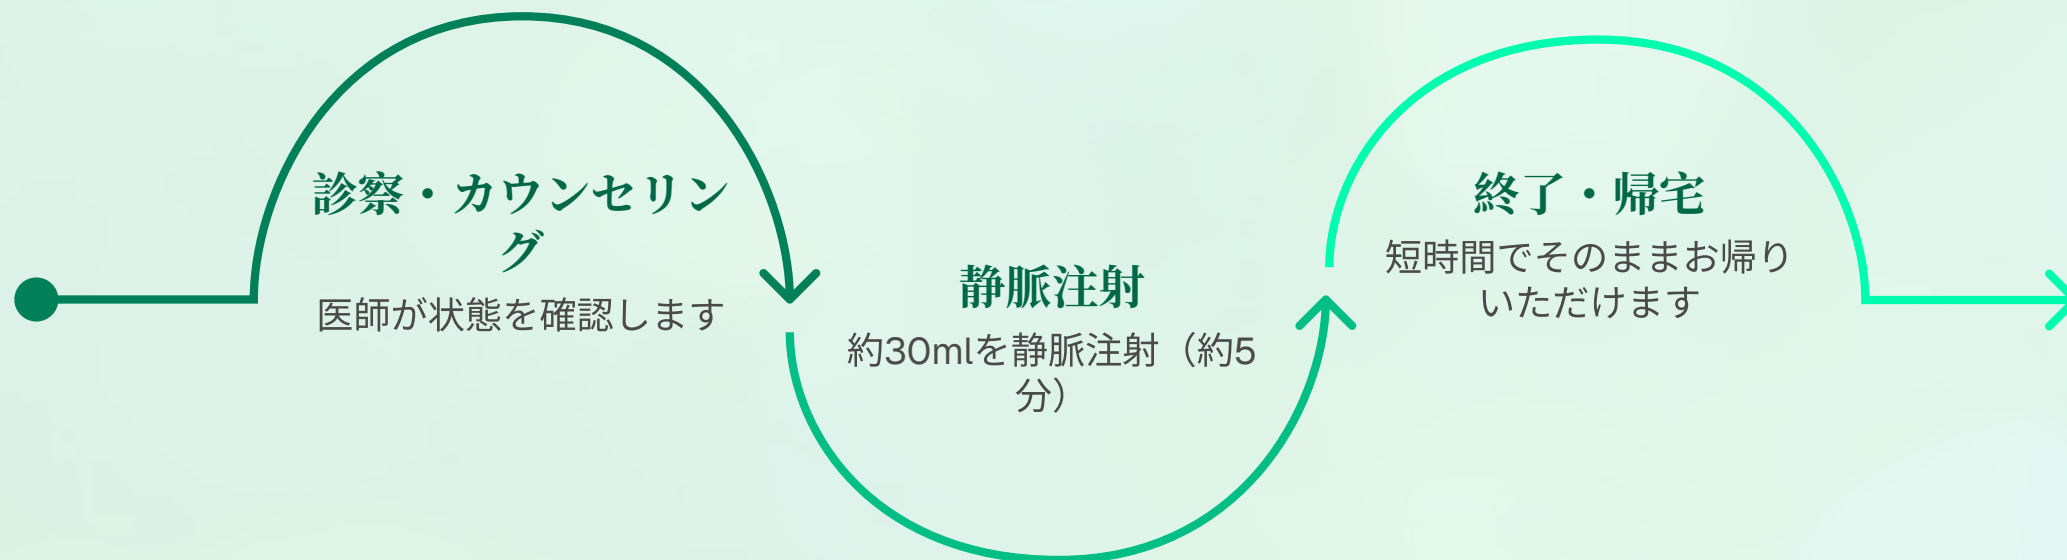 診察・カウンセリン
グ
医師が状態を確認します
静脈注射
約30mlを静脈注射（約5
分）
終了・帰宅
短時間でそのままお帰り
いただけます